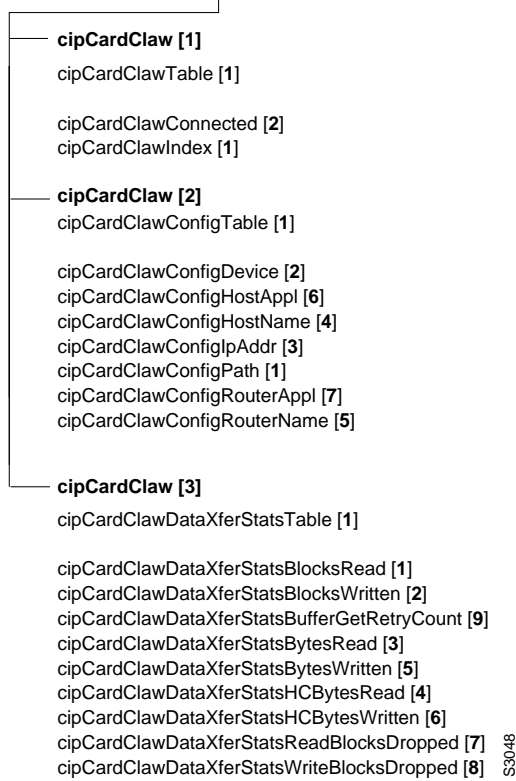 cipCardClaw [1]
cipCardClawTable [1]
cipCardClawConnected [2]
cipCardClawIndex [1]
cipCardClaw [2]
cipCardClawConfigTable [1]
cipCardClawConfigDevice [2]
cipCardClawConfigHostAppl [6]
cipCardClawConfigHostName [4]
cipCardClawConfigIpAddr [3]
cipCardClawConfigPath [1]
cipCardClawConfigRouterAppl [7]
cipCardClawConfigRouterName [5]
cipCardClaw [3]
cipCardClawDataXferStatsTable [1]
cipCardClawDataXferStatsBlocksRead [1]
cipCardClawDataXferStatsBlocksWritten [2]
cipCardClawDataXferStatsBufferGetRetryCount [9]
cipCardClawDataXferStatsBytesRead [3]
cipCardClawDataXferStatsBytesWritten [5]
cipCardClawDataXferStatsHCBytesRead [4]
cipCardClawDataXferStatsHCBytesWritten [6]
cipCardClawDataXferStatsReadBlocksDropped [7]
cipCardClawDataXferStatsWriteBlocksDropped [8]
S3048